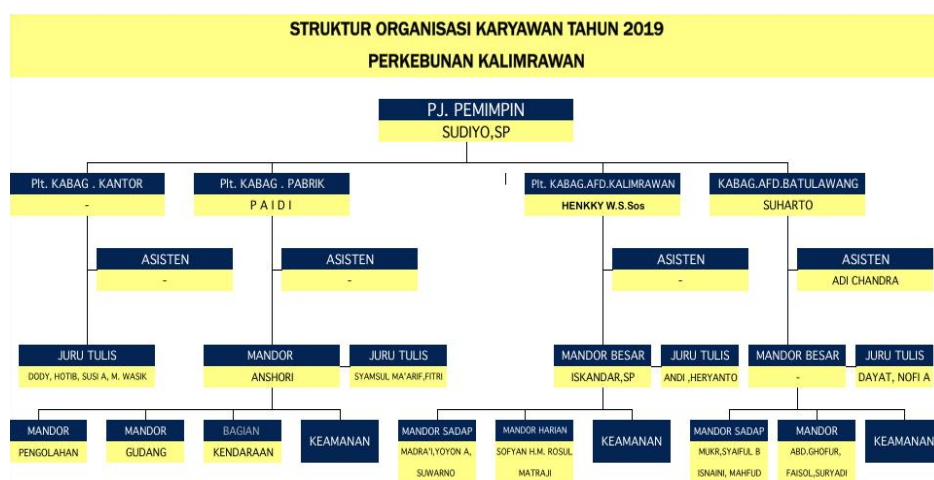 STRUKTUR ORGANISASI KARYAWAN TAHUN 2019
PERKEBUNAN KALIMRAWAN
PJ. PEMIMPIN
SUDIYO,SP
Plt. KABAG . KANTOR
-
Plt. KABAG . PABRIK
P A I D I
Plt. KABAG.AFD.KALIMRAWAN
HENKKY W.S.Sos
KABAG.AFD.BATULAWANG
SUHARTO
ASISTEN
-
ASISTEN
-
ASISTEN
-
ASISTEN
ADI CHANDRA
JURU TULIS
DODY, HOTIB, SUSI A, M. WASIK
MANDOR
ANSHORI
JURU TULIS
SYAMSUL MA'ARIF,FITRI
MANDOR BESAR
ISKANDAR,SP
JURU TULIS
ANDI ,HERYANTO
MANDOR BESAR
-
JURU TULIS
DAYAT, NOFI A
MANDOR
PENGOLAHAN
MANDOR
GUDANG
BAGIAN
KENDARAAN
KEAMANAN
MANDOR SADAP
MADRA'I,YOYON A,
SUWARNO
MANDOR HARIAN
SOFYAN H.M. ROSUL
MATRAJI
KEAMANAN
MANDOR SADAP
MUKR,SYAIFUL B
ISNAINI, MAHFUD
MANDOR
ABD.GHOFUR,
FAISOL,SURYADI
KEAMANAN